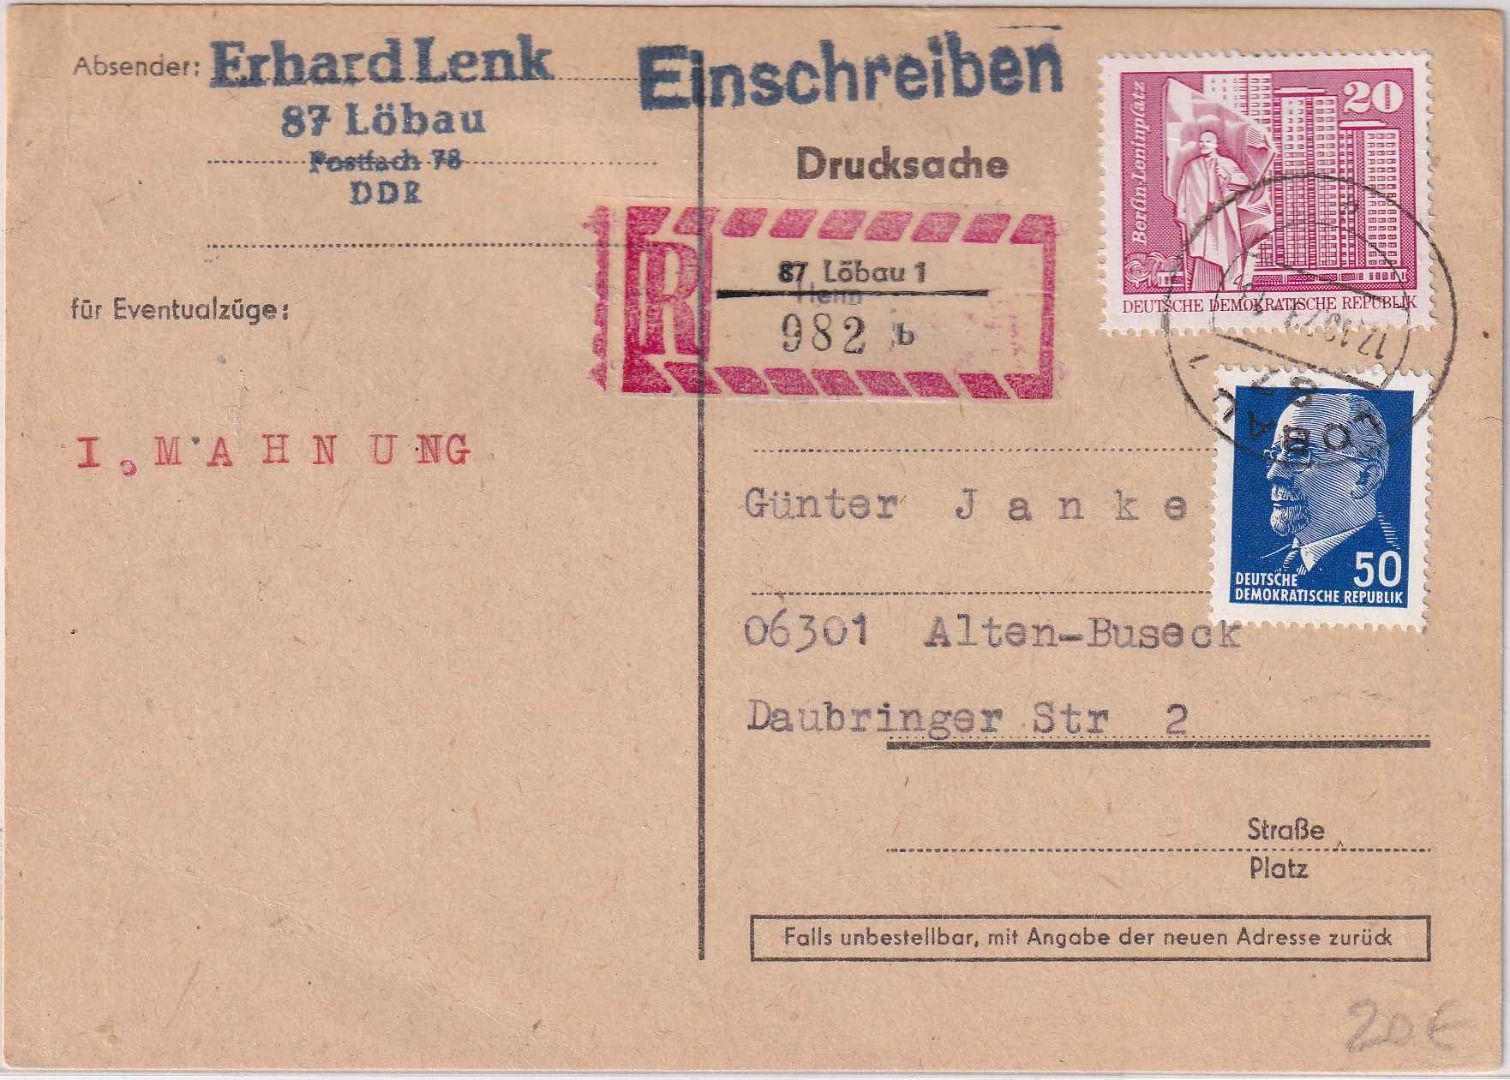 Absender: Erhard Lenk
87 Löbau
Postfach 78
DDR
Einschreiben
Drucksache
R
87 Löbau 1
982 b
Berlin-Leninplatz
20
DEUTSCHE DEMOKRATISCHE REPUBLIK
für Eventualzüge:
I. M A H N U N G
50
DEUTSCHE
DEMOKRATISCHE REPUBLIK
Günter J a n k e
06301 Alten-Buseck
Daubringer Str 2
Straße
Platz
Falls unbestellbar, mit Angabe der neuen Adresse zurück
20€